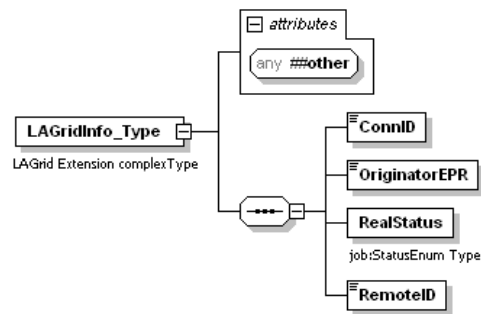 attributes
any ##other
LAGridInfo_Type
LAGrid Extension complexType
ConnID
OriginatorEPR
RealStatus
job:StatusEnum Type
RemoteID